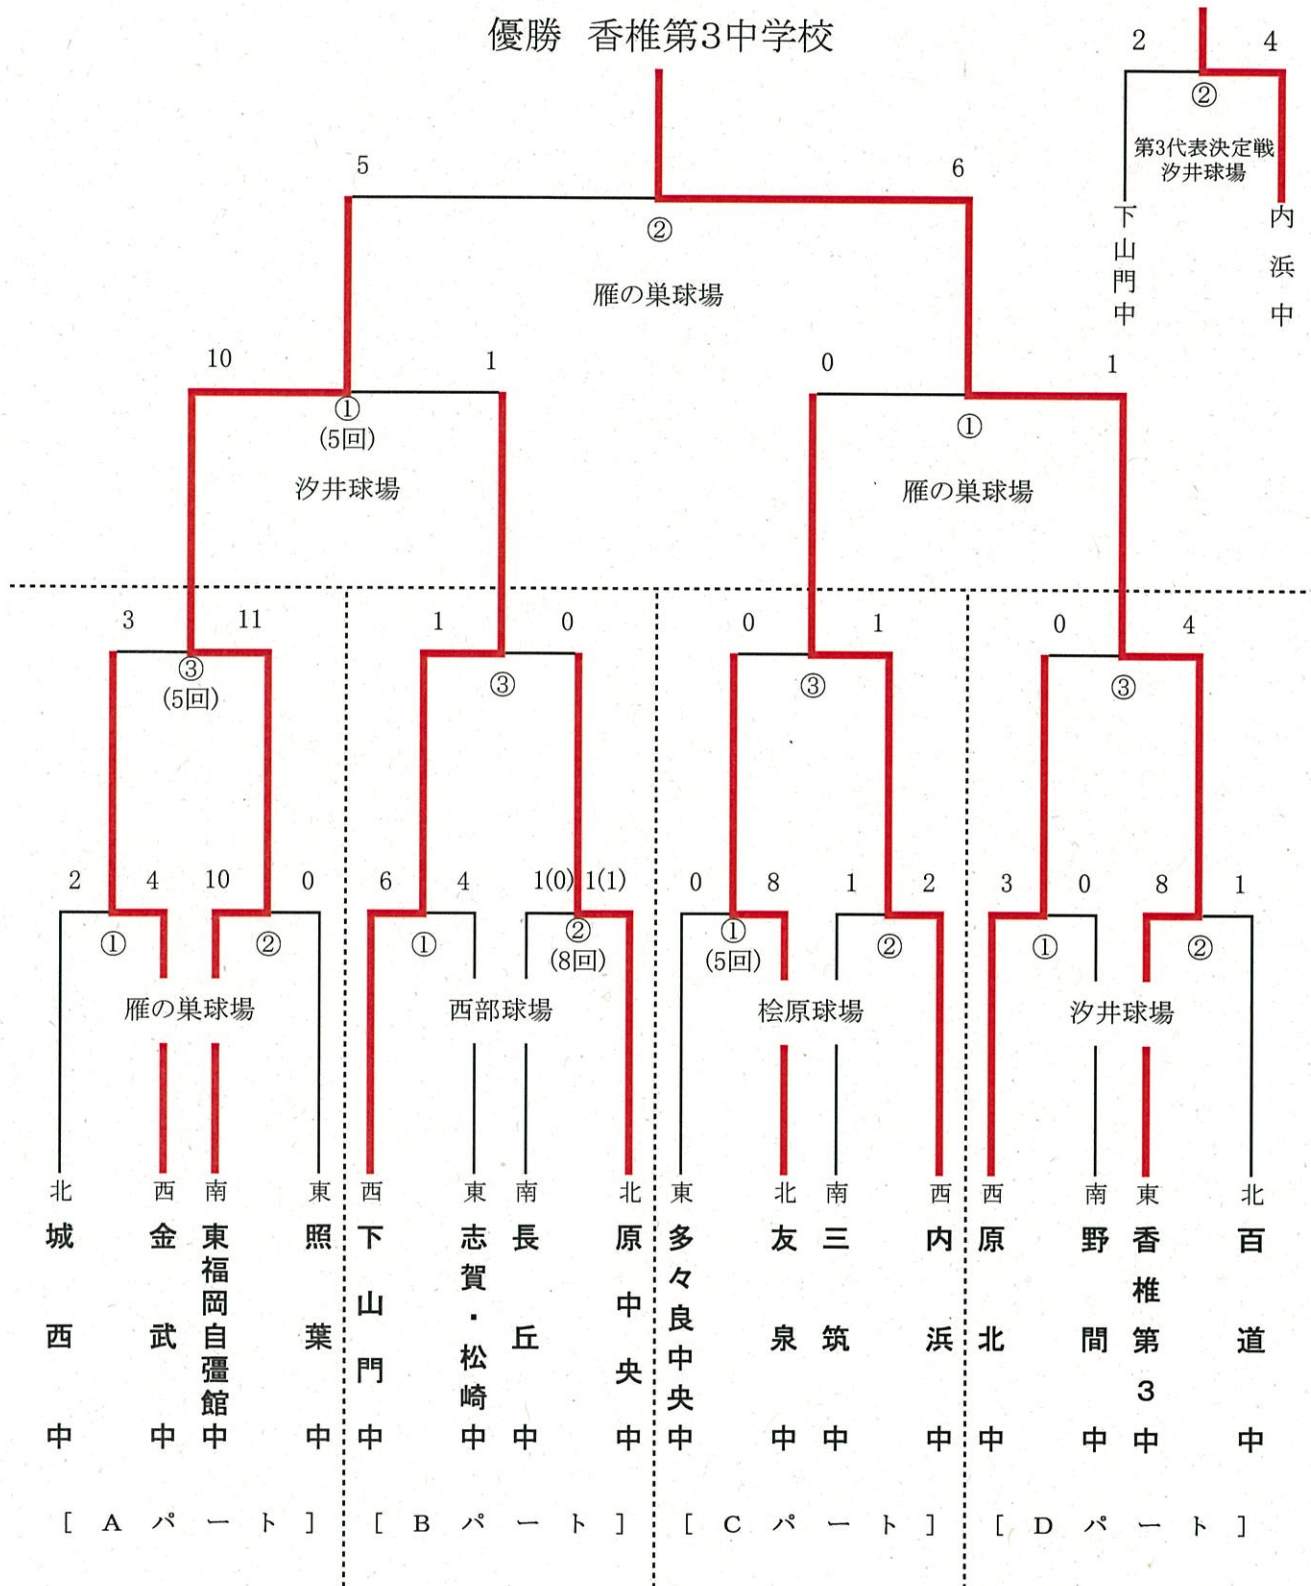 優勝 香椎第3中学校
2 4
②
第3代表決定戦
汐井球場
下山門中
内浜中
5 6
②
雁の巣球場
10 1
①
(5回)
汐井球場
0 1
①
雁の巣球場
3 11
③
(5回)
1 0
③
0 1
③
0 4
③
2 4 10 0
① ②
雁の巣球場
6 4 1(0) 1(1)
① ②
(8回)
西部球場
0 8 1 2
① ②
(5回)
桧原球場
3 0 8 1
① ②
汐井球場
北 城西中
西 金武中
南 東福岡自彊館中
東 照葉中
西 下山門中
東 志賀・松崎中
南 長丘中
北 原中央中
東 多々良中央中
北 友泉中
南 三筑中
西 内浜中
西 原北中
南 野間中
東 香椎第3中
北 百道中
[Aパート]
[Bパート]
[Cパート]
[Dパート]